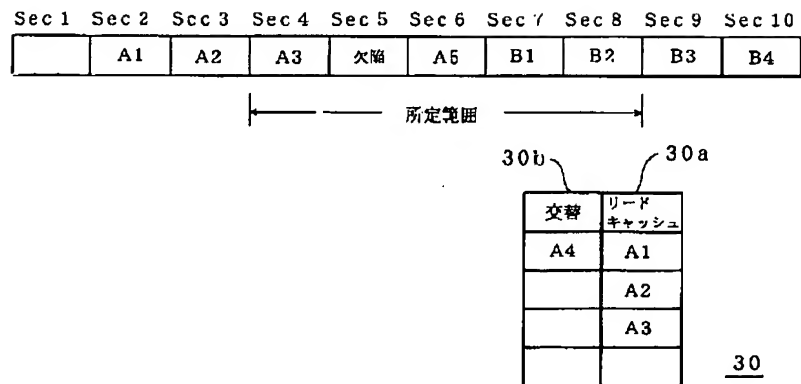 Sec 1 Sec 2 Sec 3 Sec 4 Sec 5 Sec 6 Sec 7 Sec 8 Sec 9 Sec 10
A1 A2 A3 欠陥 A5 B1 B2 B3 B4
所定範囲
30b 30a
交替 リード
キャッシュ
A4 A1
A2
A3
30